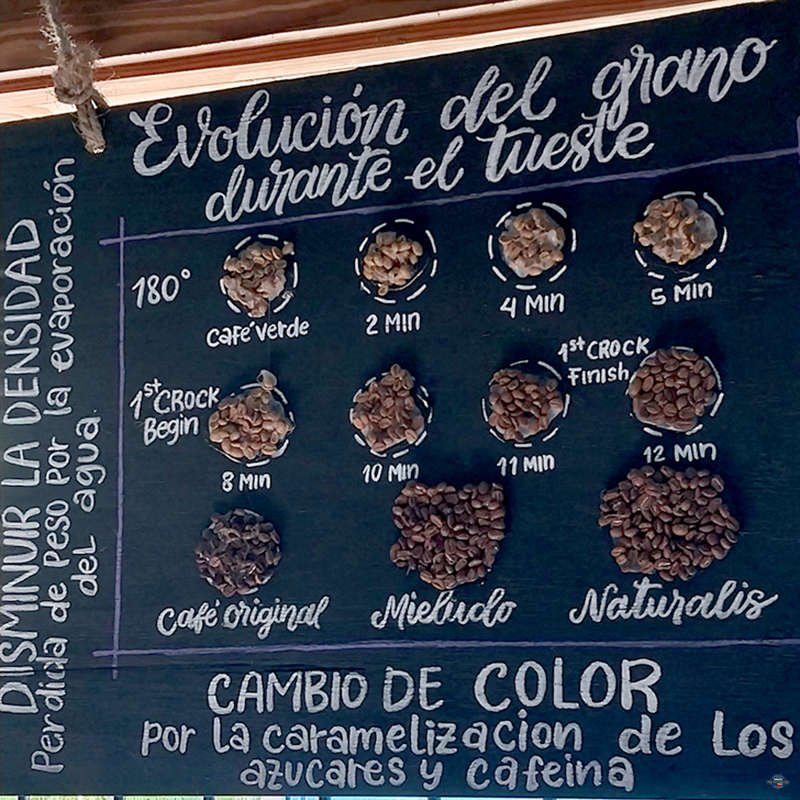 Evolución del grano
durante el tueste
180°
Café verde
2 Min
4 Min
5 Min
1st CROCK
Begin
8 Min
10 Min
11 Min
1st CROCK
Finish
12 Min
Café original
Mieludo
Naturalis
DISMINUIR LA DENSIDAD
Perdida de peso por la evaporación
del agua.
CAMBIO DE COLOR
por la caramelizacion de Los
azucares y cafeina